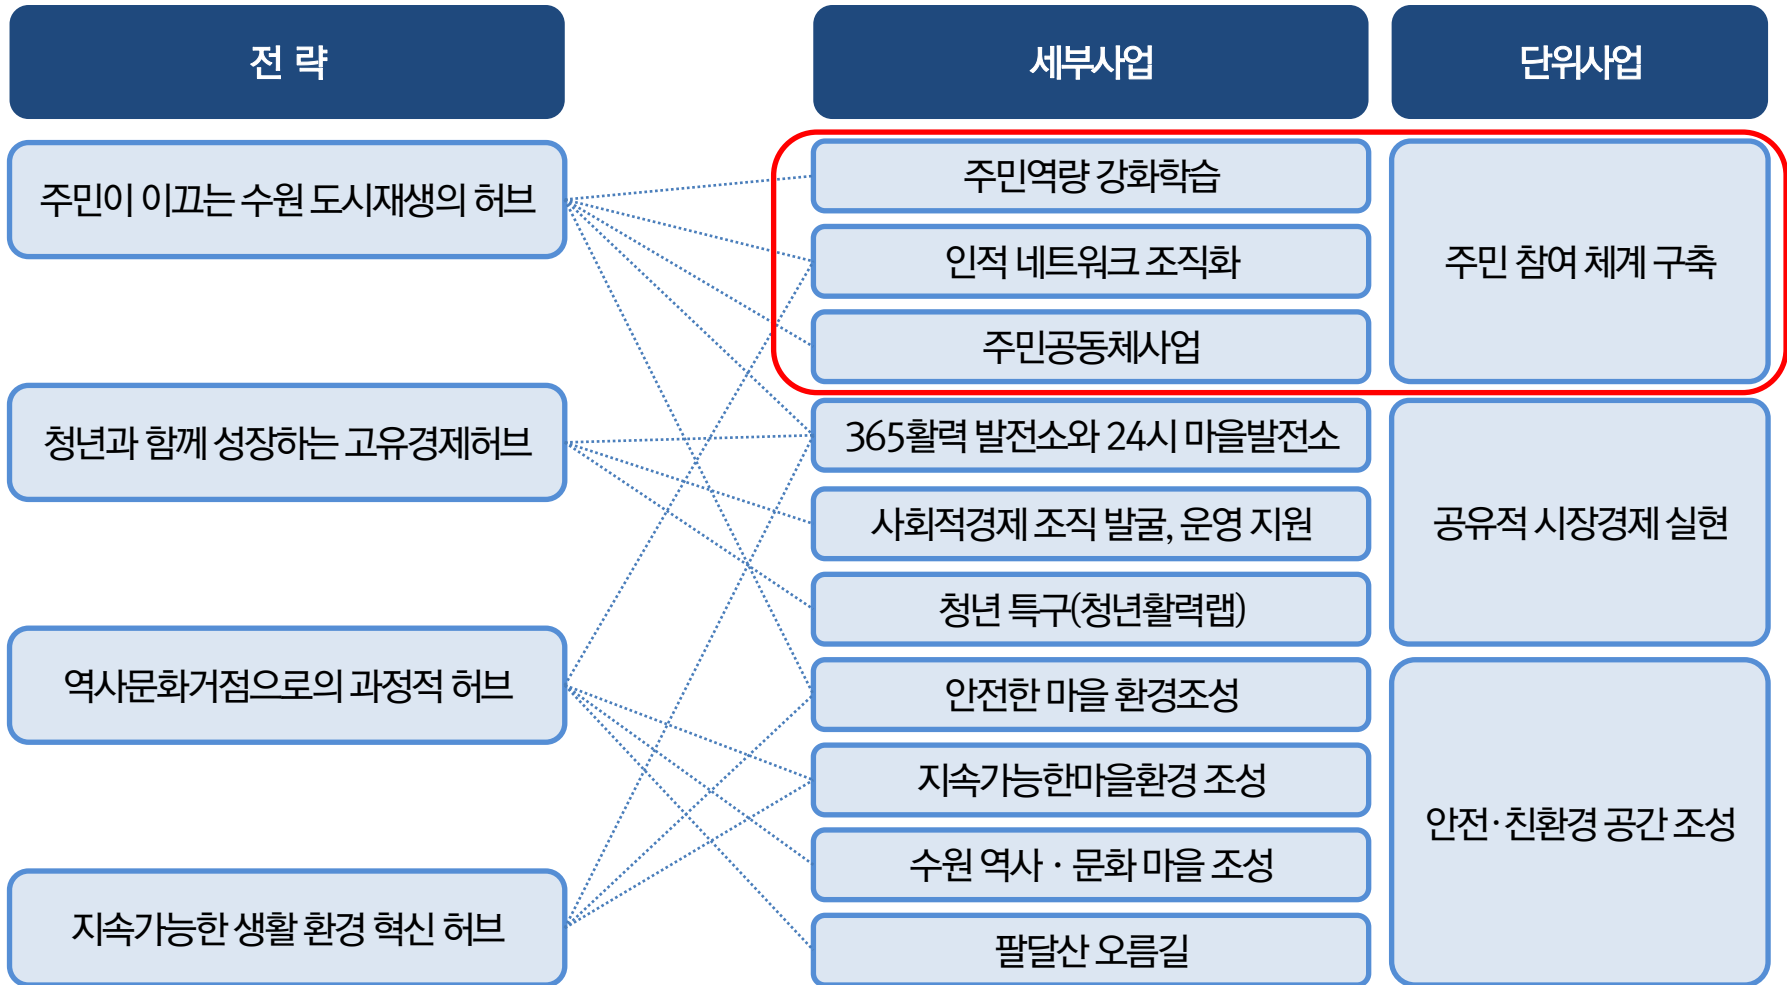 전 략
세부사업
단위사업
주민이 이끄는 수원 도시재생의 허브
청년과 함께 성장하는 고유경제허브
역사문화거점으로의 과정적 허브
지속가능한 생활 환경 혁신 허브
주민역량 강화학습
인적 네트워크 조직화
주민공동체사업
365활력 발전소와 24시 마을발전소
사회적경제 조직 발굴, 운영 지원
청년 특구(청년활력랩)
안전한 마을 환경조성
지속가능한마을환경 조성
수원 역사 · 문화 마을 조성
팔달산 오름길
주민 참여 체계 구축
공유적 시장경제 실현
안전·친환경 공간 조성